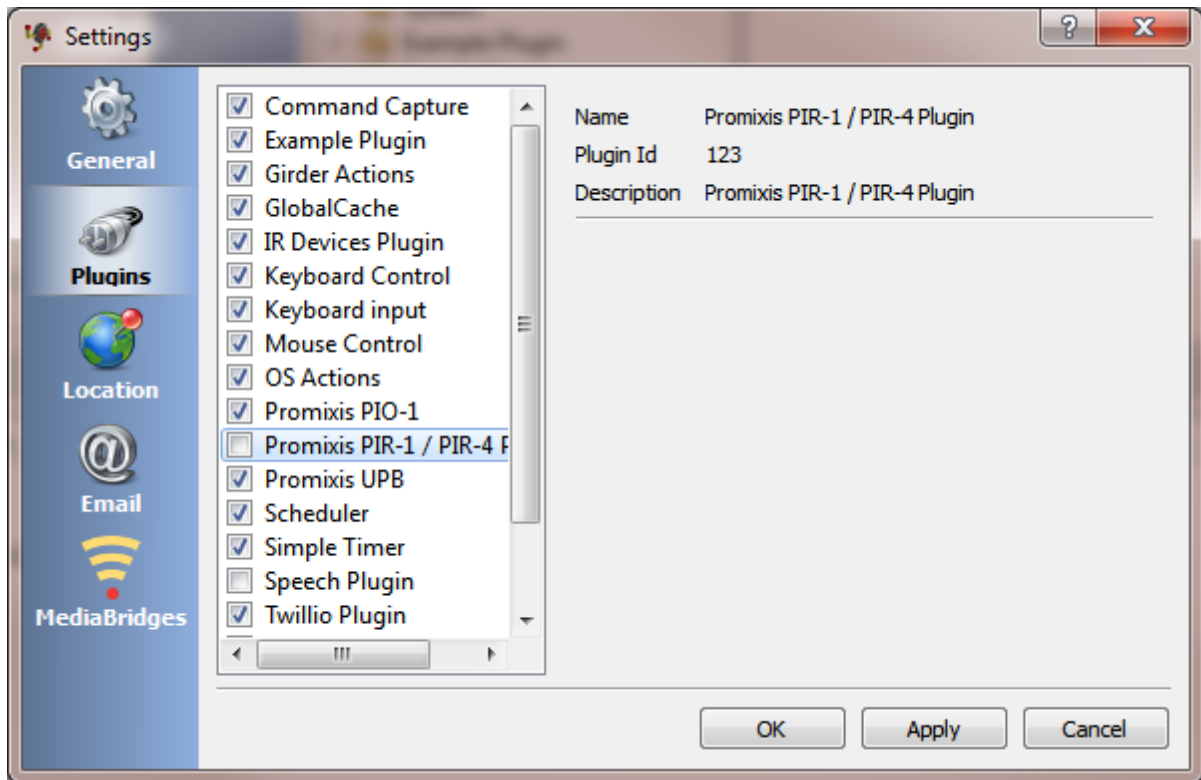 Settings
General
Plugins
Location
Email
MediaBridges
Command Capture
Example Plugin
Girder Actions
GlobalCache
IR Devices Plugin
Keyboard Control
Keyboard input
Mouse Control
OS Actions
Promixis PIO-1
Promixis PIR-1 / PIR-4 P
Promixis UPB
Scheduler
Simple Timer
Speech Plugin
Twillio Plugin
Name Promixis PIR-1 / PIR-4 Plugin
Plugin Id 123
Description Promixis PIR-1 / PIR-4 Plugin
OK Apply Cancel